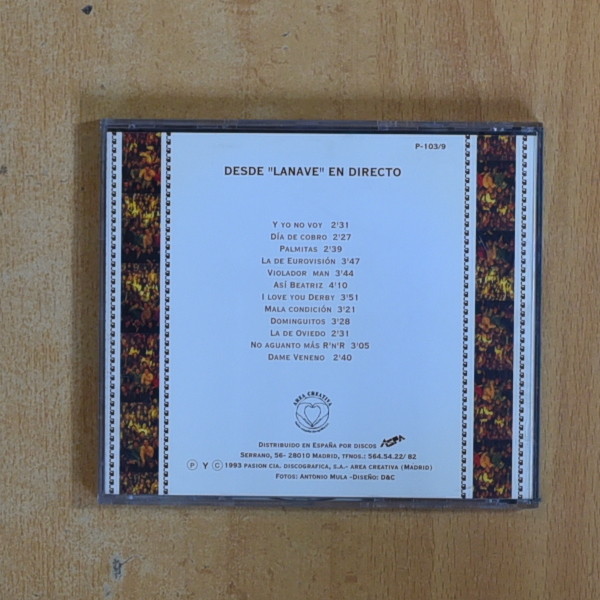 P-103/9
DESDE "LANAVE" EN DIRECTO
Y YO NO VOY 2'31
DÍA DE COBRO 2'27
PALMITAS 2'39
LA DE EUROVISIÓN 3'47
VIOLADOR MAN 3'44
ASÍ BEATRIZ 4'10
I LOVE YOU DERBY 3'51
MALA CONDICIÓN 3'21
DOMINGUITOS 3'28
LA DE OVIEDO 2'31
NO AGUANTO MÁS R'N'R 3'05
DAME VENENO 2'40
AREA CREATIVA
DISTRIBUIDO EN ESPAÑA POR DISCOS
SERRANO, 56- 28010 MADRID, TFNOS.: 564.54.22/ 82
Ⓟ Y Ⓒ 1993 PASION CIA. DISCOGRAFICA, S.A.- AREA CREATIVA (MADRID)
FOTOS: ANTONIO MULA -DISEÑO: D&C